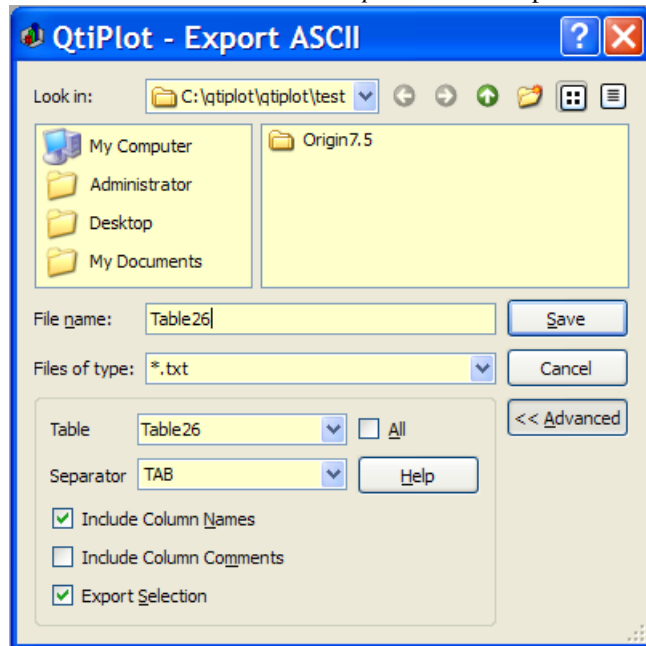 QtiPlot - Export ASCII
Look in: C:\qtiplot\qtiplot\test
My Computer
Administrator
Desktop
My Documents
Origin7.5
File name: Table26 Save
Files of type: *.txt Cancel
<< Advanced
Table Table26 All
Separator TAB Help
Include Column Names
Include Column Comments
Export Selection